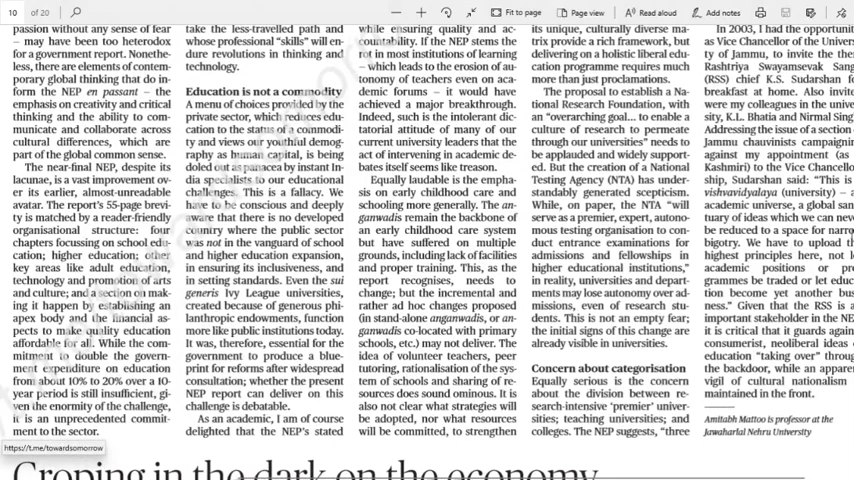 10 of 20
Fit to page
Page view
Read aloud
Add notes
passion without any sense of fear
– may have been too heterodox
for a government report. Nonethe-
less, there are elements of contem-
porary global thinking that do in-
form the NEP en passant – the
emphasis on creativity and critical
thinking and the ability to com-
municate and collaborate across
cultural differences, which are
part of the global common sense.
The near-final NEP, despite its
lacunae, is a vast improvement ov-
er its earlier, almost-unreadable
avatar. The report's 55-page brevi-
ty is matched by a reader-friendly
organisational structure: four
chapters focussing on school edu-
cation; higher education; other
key areas like adult education,
technology and promotion of arts
and culture; and a section on mak-
ing it happen by establishing an
apex body and the financial as-
pects to make quality education
affordable for all. While the com-
mitment to double the govern-
ment expenditure on education
from about 10% to 20% over a 10-
year period is still insufficient, gi-
ven the enormity of the challenge,
it is an unprecedented commit-
ment to the sector.
take the less-travelled path and
whose professional "skills" will en-
dure revolutions in thinking and
technology.
Education is not a commodity
A menu of choices provided by the
private sector, which reduces edu-
cation to the status of a commodi-
ty and views our youthful demog-
raphy as human capital, is being
doled out as panacea by instant In-
dia specialists to our educational
challenges. This is a fallacy. We
have to be conscious and deeply
aware that there is no developed
country where the public sector
was not in the vanguard of school
and higher education expansion,
in ensuring its inclusiveness, and
in setting standards. Even the sui
generis Ivy League universities,
created because of generous phi-
lanthropic endowments, function
more like public institutions today.
It was, therefore, essential for the
government to produce a blue-
print for reforms after widespread
consultation; whether the present
NEP report can deliver on this
challenge is debatable.
As an academic, I am of course
delighted that the NEP's stated
while ensuring quality and ac-
countability. If the NEP stems the
rot in most institutions of learning
– which leads to the erosion of au-
tonomy of teachers even on aca-
demic forums – it would have
achieved a major breakthrough.
Indeed, such is the intolerant dic-
tatorial attitude of many of our
current university leaders that the
act of intervening in academic de-
bates itself seems like treason.
Equally laudable is the empha-
sis on early childhood care and
schooling more generally. The an-
ganwadis remain the backbone of
an early childhood care system
but have suffered on multiple
grounds, including lack of facilities
and proper training. This, as the
report recognises, needs to
change; but the incremental and
rather ad hoc changes proposed
(in stand-alone anganwadis, or an-
ganwadis co-located with primary
schools, etc.) may not deliver. The
idea of volunteer teachers, peer
tutoring, rationalisation of the sys-
tem of schools and sharing of re-
sources does sound ominous. It is
also not clear what strategies will
be adopted, nor what resources
will be committed, to strengthen
its unique, culturally diverse ma-
trix provide a rich framework, but
delivering on a holistic liberal edu-
cation programme requires much
more than just proclamations.
The proposal to establish a Na-
tional Research Foundation, with
an "overarching goal... to enable a
culture of research to permeate
through our universities" needs to
be applauded and widely support-
ed. But the creation of a National
Testing Agency (NTA) has under-
standably generated scepticism.
While, on paper, the NTA "will
serve as a premier, expert, autono-
mous testing organisation to con-
duct entrance examinations for
admissions and fellowships in
higher educational institutions,"
in reality, universities and depart-
ments may lose autonomy over ad-
missions, even of research stu-
dents. This is not an empty fear;
the initial signs of this change are
already visible in universities.
Concern about categorisation
Equally serious is the concern
about the division between re-
search-intensive 'premier' univer-
sities; teaching universities; and
colleges. The NEP suggests, "three
In 2003, I had the opportunit
as Vice Chancellor of the Univer
ty of Jammu, to invite the the
Rashtriya Swayamsevak Sang
(RSS) chief K.S. Sudarshan fo
breakfast at home. Also invite
were my colleagues in the unive
sity, K.L. Bhatia and Nirmal Sing
Addressing the issue of a section
Jammu chauvinists campaignin
against my appointment (as
Kashmiri) to the Vice Chancello
ship, Sudarshan said: "This is
vishwavidyalaya (university) – a
academic universe, a global san
tuary of ideas which we can neve
be reduced to a space for narro
bigotry. We have to upload th
highest principles here, not l
academic positions or pr
grammes be traded or let educ
tion become yet another bus
ness." Given that the RSS is a
important stakeholder in the NE
it is critical that it guards again
consumerist, neoliberal ideas
education "taking over" throug
the backdoor, while an appare
vigil of cultural nationalism
maintained in the front.
Amitabh Mattoo is professor at the
Jawaharlal Nehru University
https://t.me/towardsomorrow
Groping in the dark on the economy